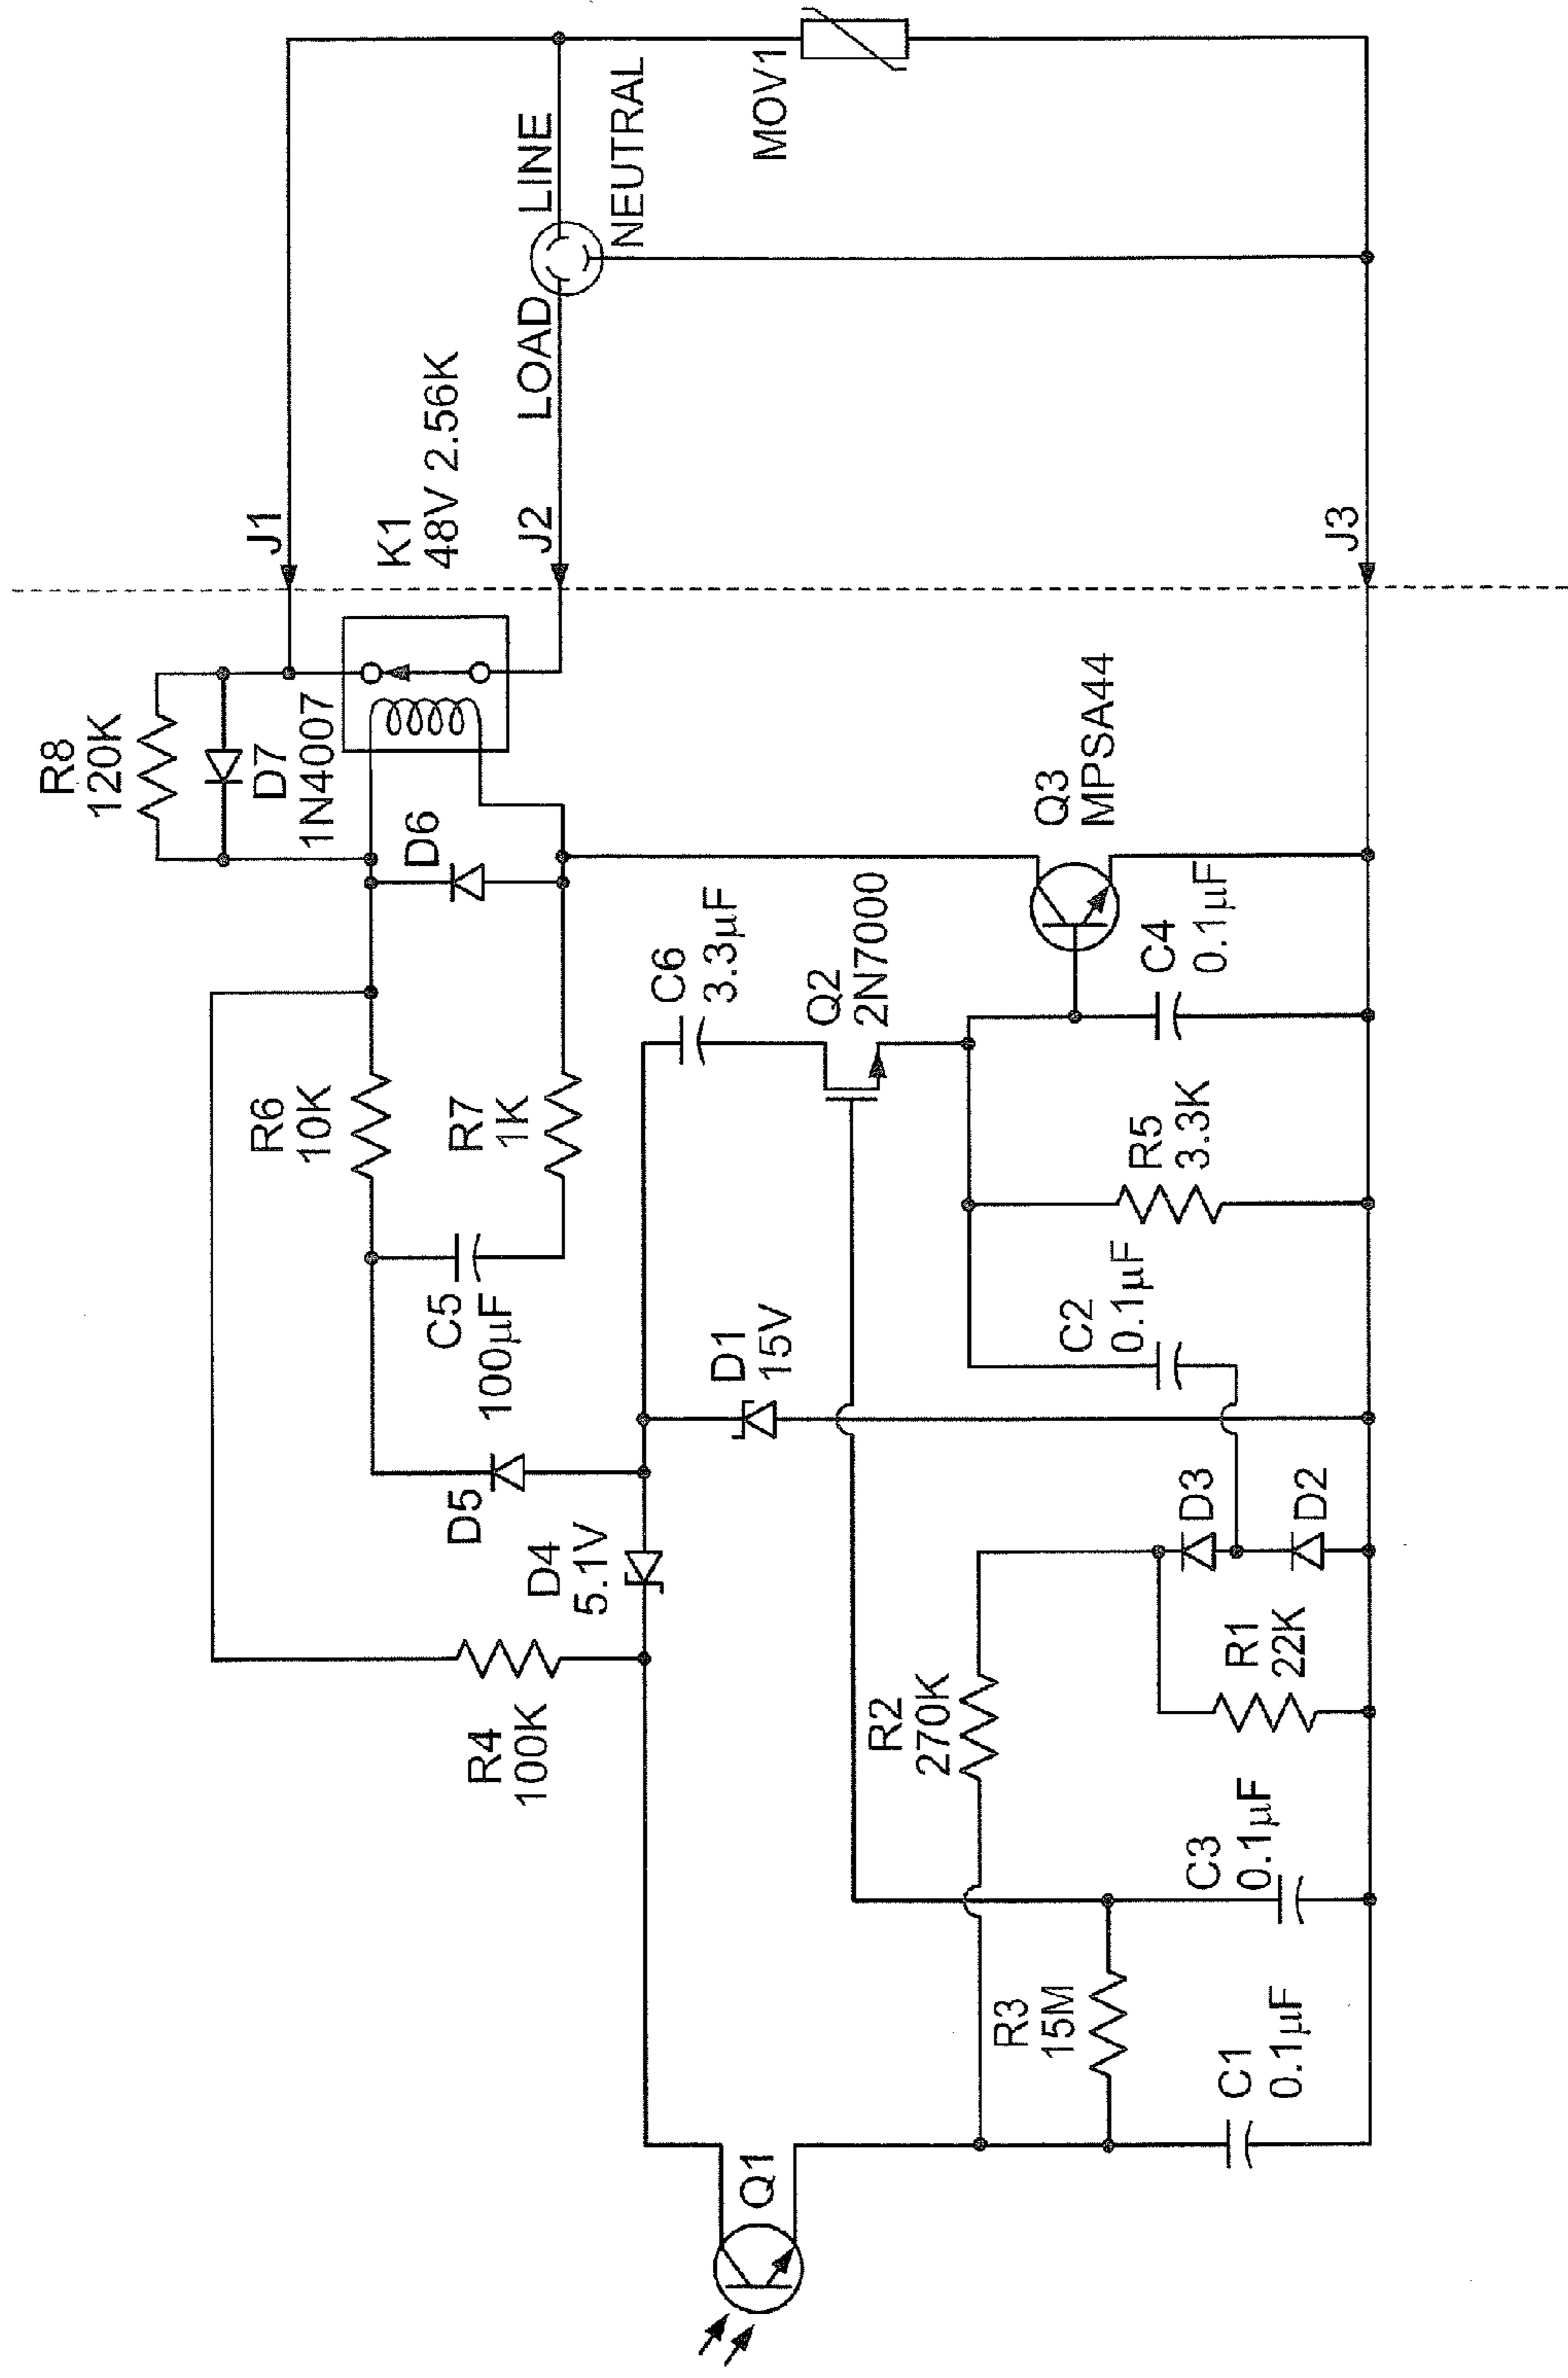 R8
120K
D7
1N4007
J1
K1
48V 2.56K
J2
LOAD
LINE
NEUTRAL
MOV1
J3
D6
R6
10K
R7
1K
C5
100μF
D5
D4
5.1V
R4
100K
D1
15V
C6
3.3μF
Q2
2N7000
Q3
MPSA44
C4
0.1μF
R5
3.3K
C2
0.1μF
D3
D2
R1
22K
R2
270K
C3
0.1μF
R3
15M
C1
0.1μF
Q1